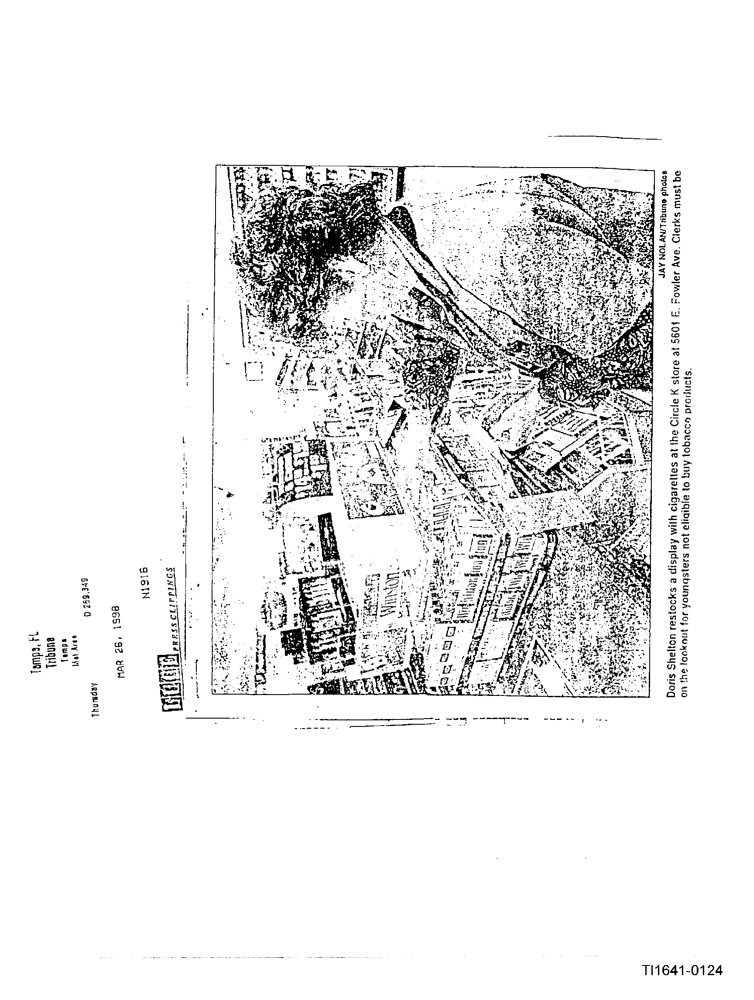 Tampa, FL
Tribune
Tampa
Met Area
Thursday
D 259,349
MAR 26, 1998
N1916
PRESS CLIPPINGS
Winston
JAY NOLAN/Tribune photos
Doris Shelton restocks a display with cigarettes at the Circle K store at 5601 E. Fowler Ave. Clerks must be
on the lookout for youngsters not eligible to buy tobacco products.
TI1641-0124